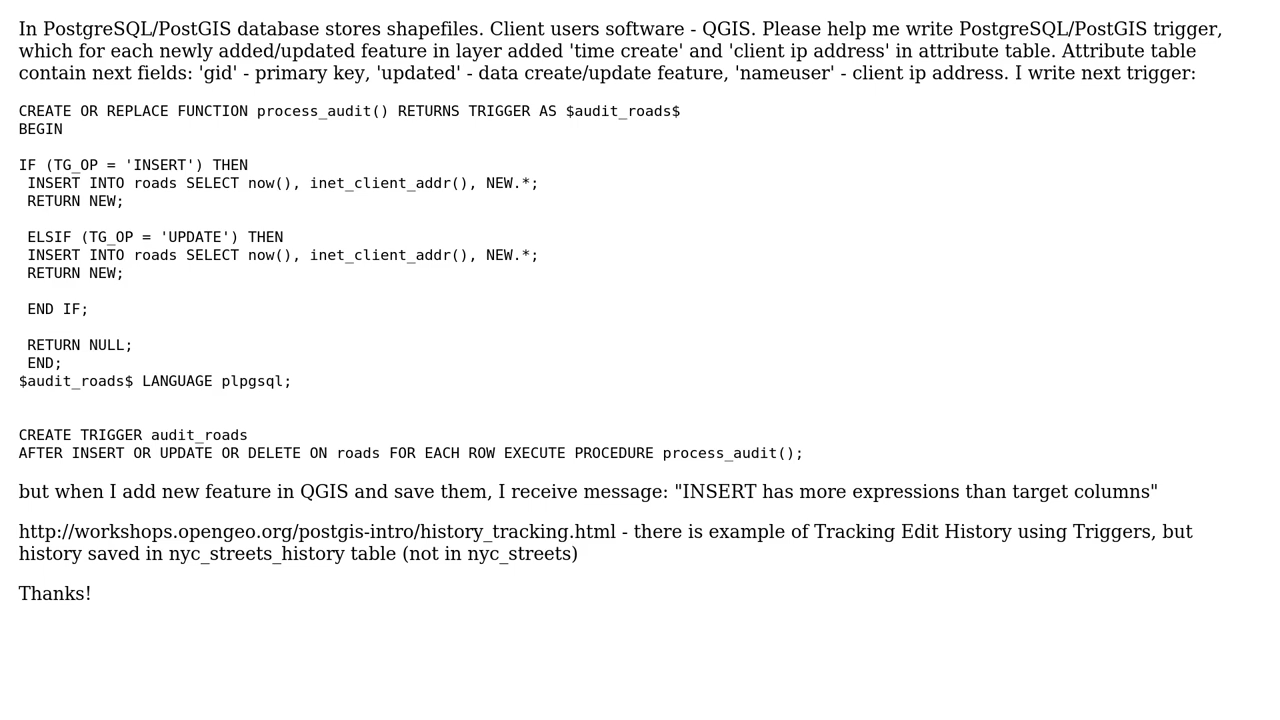 In PostgreSQL/PostGIS database stores shapefiles. Client users software - QGIS. Please help me write PostgreSQL/PostGIS trigger,
which for each newly added/updated feature in layer added 'time create' and 'client ip address' in attribute table. Attribute table
contain next fields: 'gid' - primary key, 'updated' - data create/update feature, 'nameuser' - client ip address. I write next trigger:
CREATE OR REPLACE FUNCTION process_audit() RETURNS TRIGGER AS $audit_roads$
BEGIN
IF (TG_OP = 'INSERT') THEN
INSERT INTO roads SELECT now(), inet_client_addr(), NEW.*;
RETURN NEW;
ELSIF (TG_OP = 'UPDATE') THEN
INSERT INTO roads SELECT now(), inet_client_addr(), NEW.*;
RETURN NEW;
END IF;
RETURN NULL;
END;
$audit_roads$ LANGUAGE plpgsql;
CREATE TRIGGER audit_roads
AFTER INSERT OR UPDATE OR DELETE ON roads FOR EACH ROW EXECUTE PROCEDURE process_audit();
but when I add new feature in QGIS and save them, I receive message: "INSERT has more expressions than target columns"
http://workshops.opengeo.org/postgis-intro/history_tracking.html - there is example of Tracking Edit History using Triggers, but
history saved in nyc_streets_history table (not in nyc_streets)
Thanks!